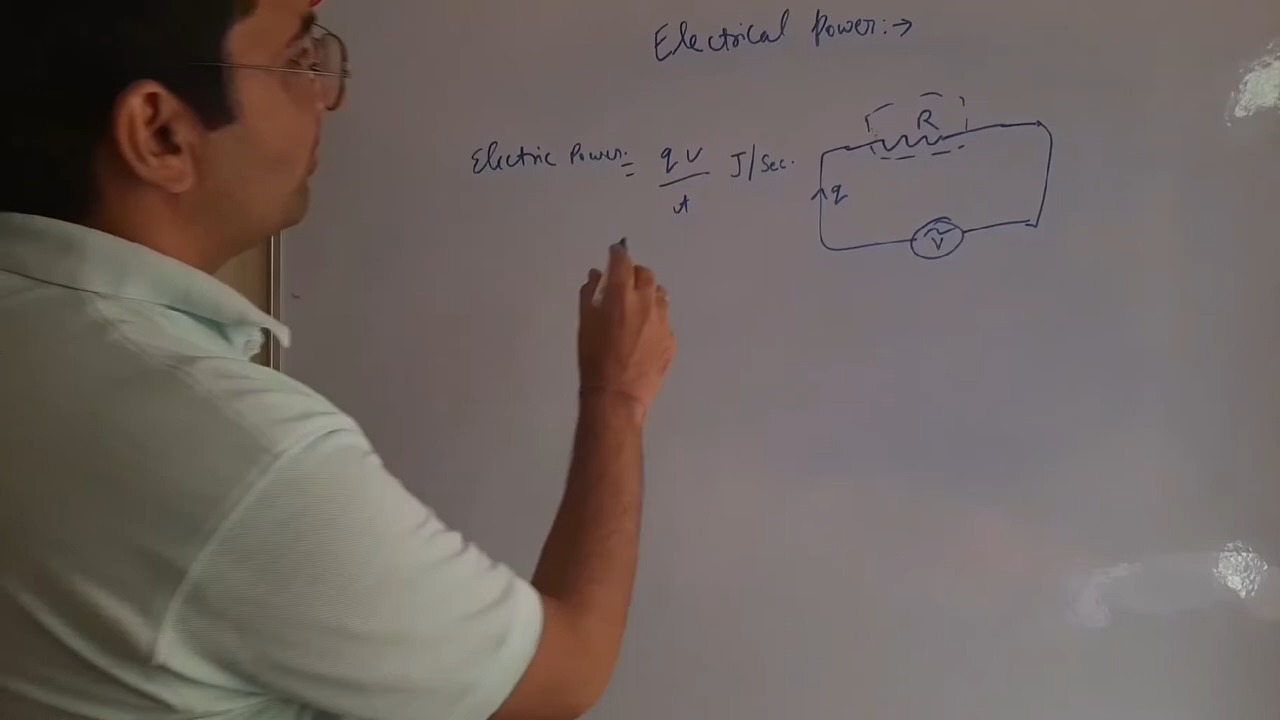 Electrical Power:→
Electric Power:= qV/t J/Sec.
R
q
V